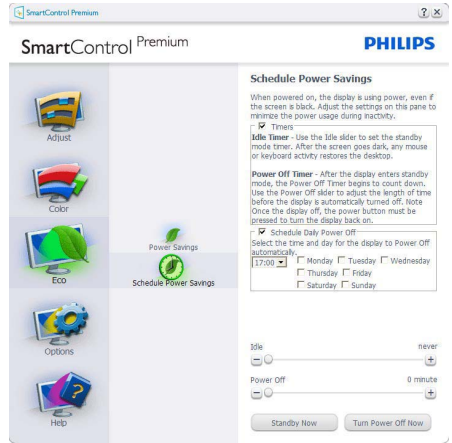 SmartControl Premium
SmartControl Premium
PHILIPS
Adjust
Color
Eco
Options
Help
Power Savings
Schedule Power Savings
Schedule Power Savings
When powered on, the display is using power, even if
the screen is black. Adjust the settings on this pane to
minimize the power usage during inactivity.
Timers
Idle Timer - Use the Idle slider to set the standby
mode timer. After the screen goes dark, any mouse
or keyboard activity restores the desktop.
Power Off Timer - After the display enters standby
mode, the Power Off Timer begins to count down.
Use the Power Off slider to adjust the length of time
before the display is automatically turned off. Note
Once the display off, the power button must be
pressed to turn the display back on.
Schedule Daily Power Off
Select the time and day for the display to Power Off
automatically.
17:00 Monday Tuesday Wednesday
Thursday Friday
Saturday Sunday
Idle never
Power Off 0 minute
Standby Now Turn Power Off Now